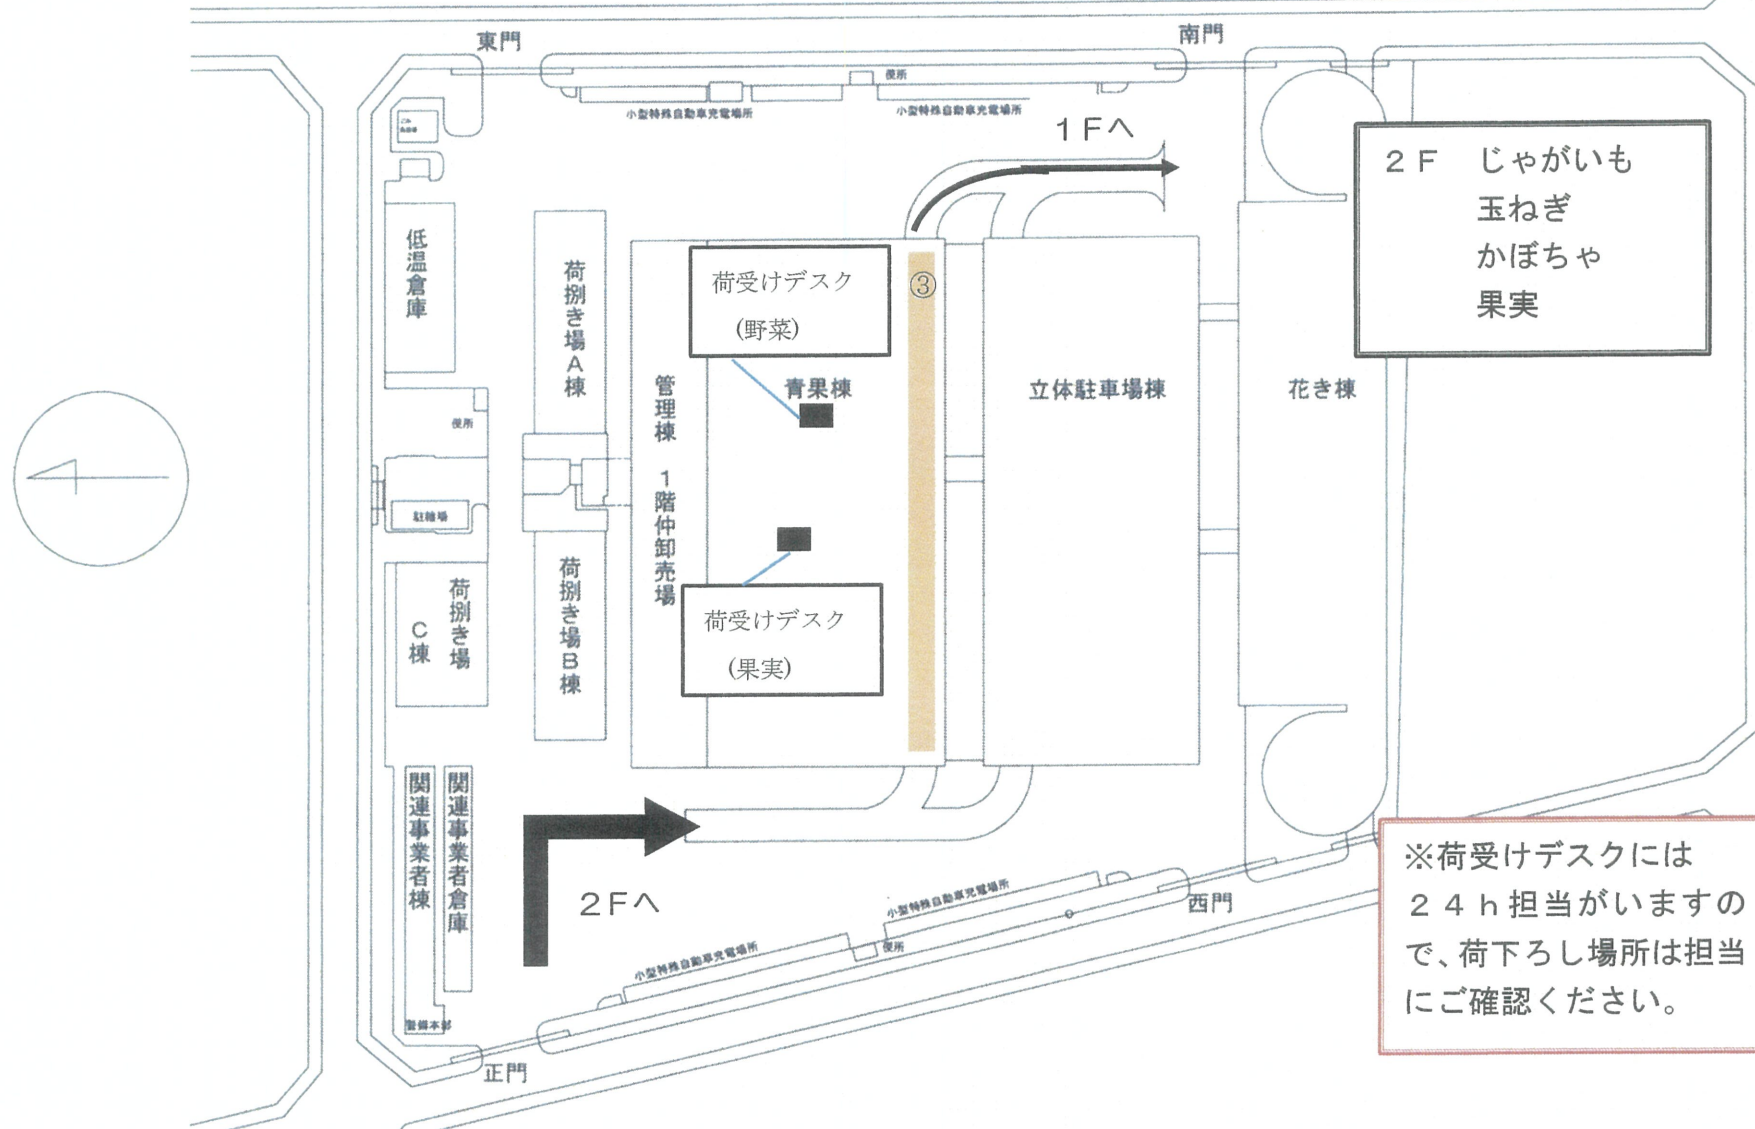 東門
南門
便所
小型特殊自動車充電場所
小型特殊自動車充電場所
1Fへ
2F じゃがいも
玉ねぎ
かぼちゃ
果実
低温倉庫
荷捌き場A棟
荷受けデスク
(野菜)
③
管理棟 1階仲卸売場
青果棟
立体駐車場棟
花き棟
便所
駐輪場
荷捌き場
C棟
荷捌き場B棟
荷受けデスク
(果実)
関連事業者棟
関連事業者倉庫
2Fへ
※荷受けデスクには
24h担当がいますの
で、荷下ろし場所は担当
にご確認ください。
小型特殊自動車充電場所
西門
小型特殊自動車充電場所
便所
警備本部
正門